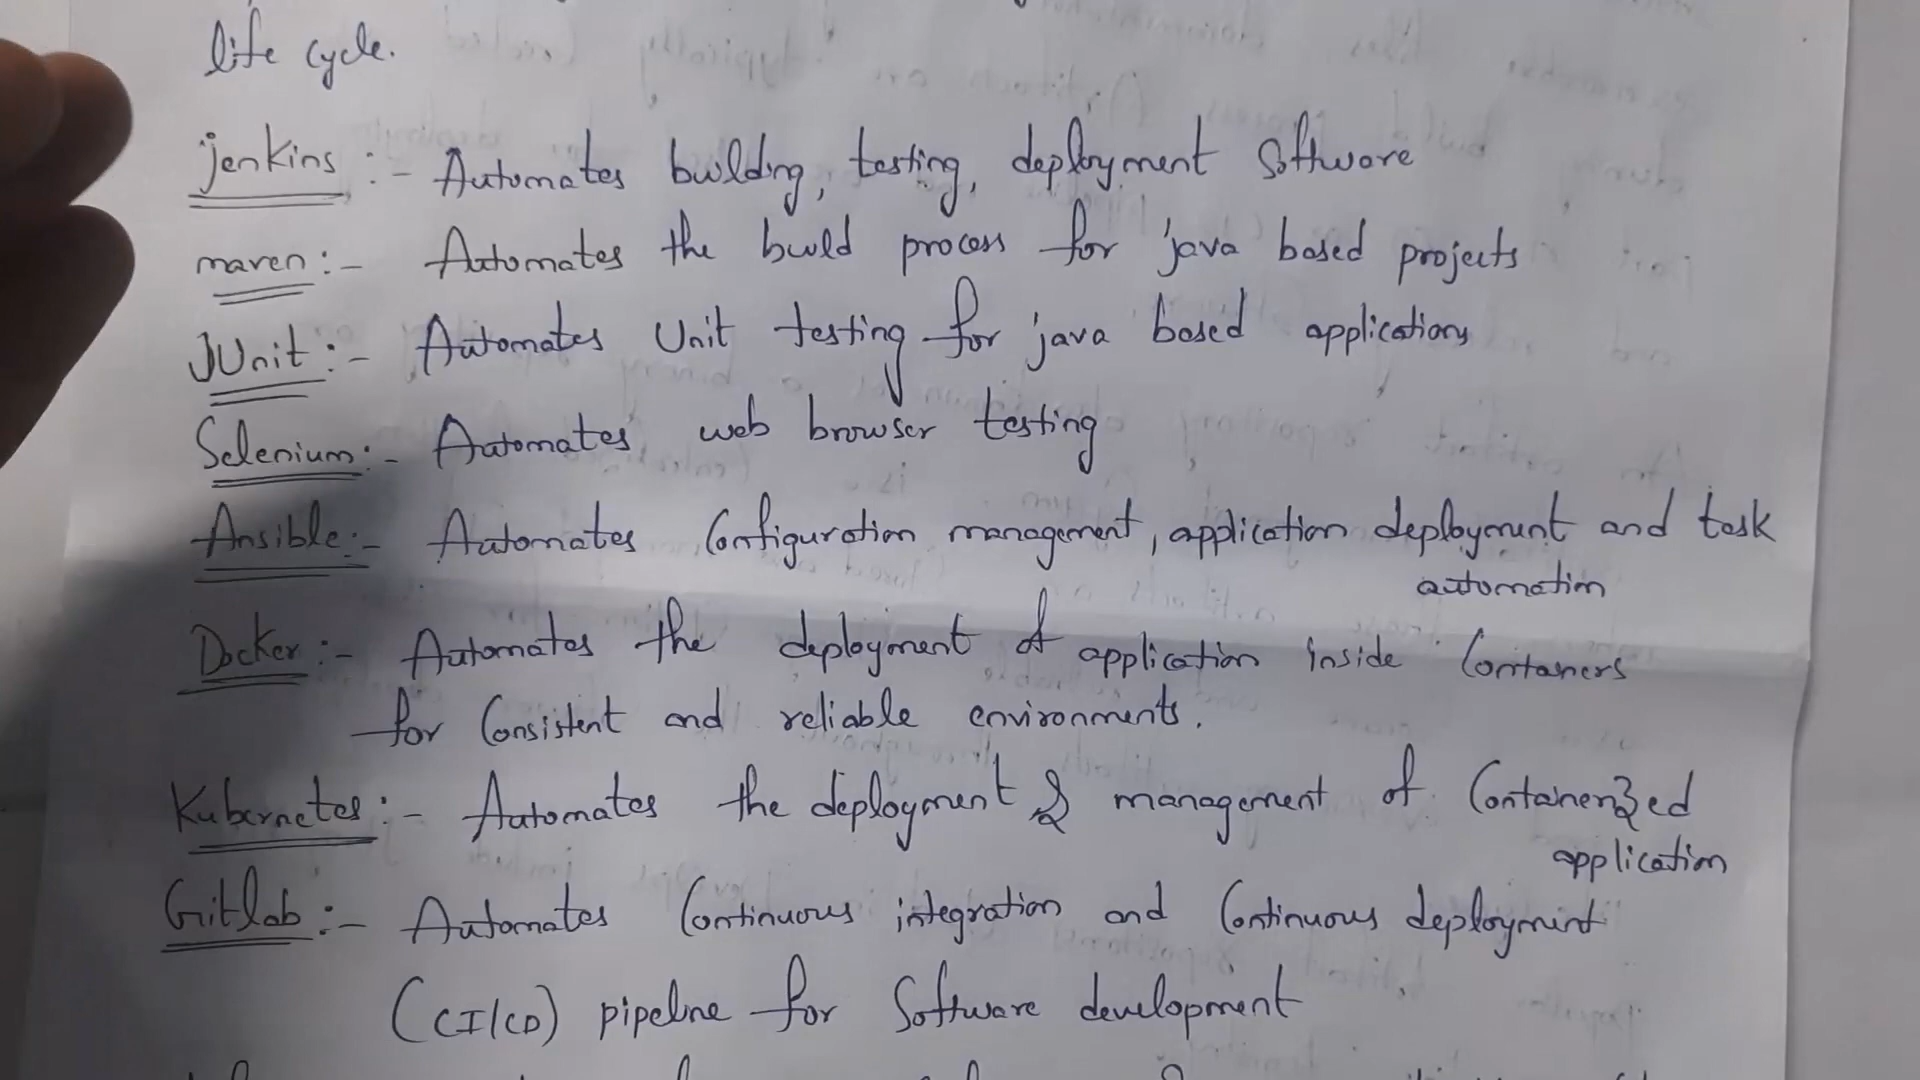 life cycle.
jenkins :- Automates building, testing, deployment Software
maven :- Automates the build process for java based projects
JUnit :- Automates Unit testing for java based applications
Selenium :- Automates web browser testing
Ansible :- Automates Configuration management, application deployment and task
automation
Docker :- Automates the deployment of application inside Containers
for Consistent and reliable environments.
Kubernetes :- Automates the deployment & management of Containerized
application
Gitlab :- Automates Continuous integration and Continuous deployment
(CI/CD) pipeline for Software development